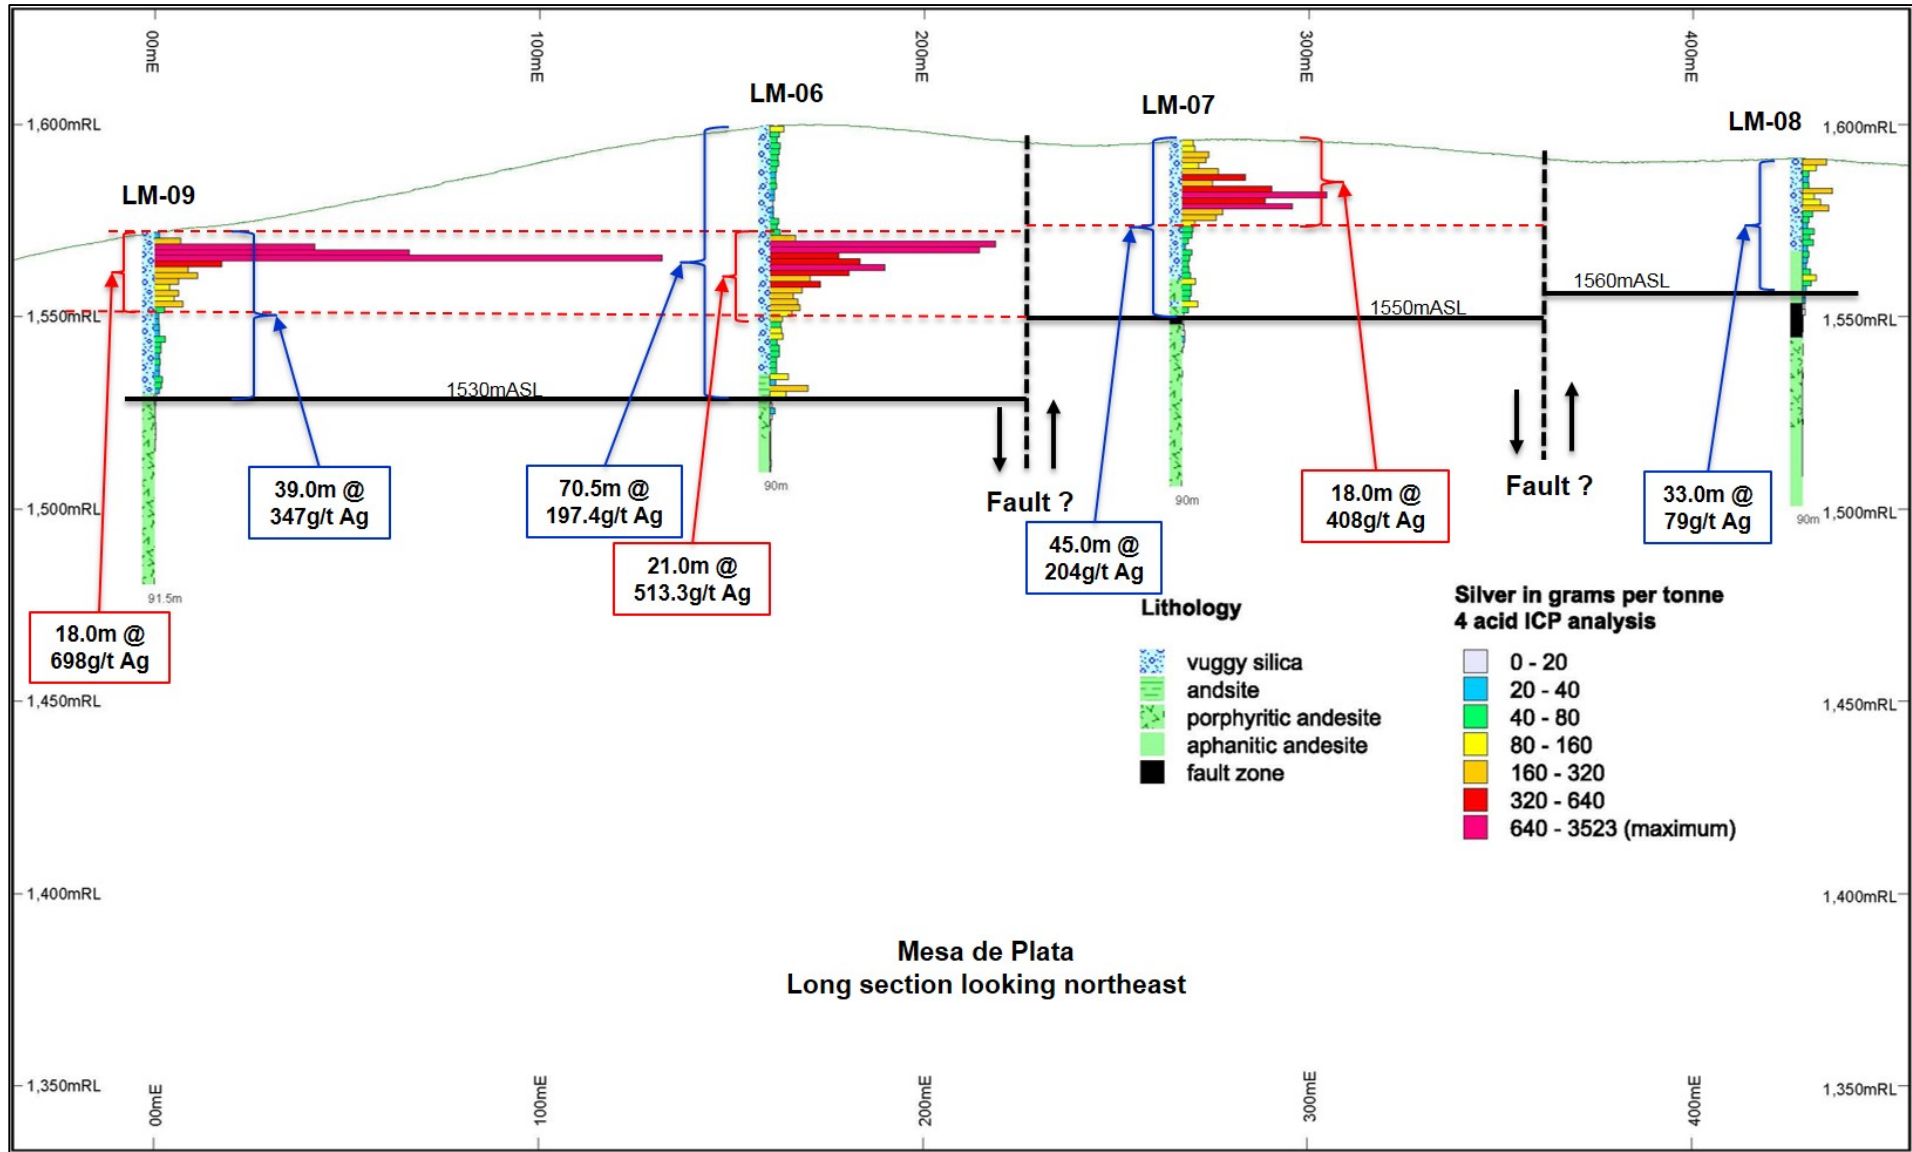 00mE
100mE
200mE
300mE
400mE
LM-06
LM-07
LM-08
LM-09
1,600mRL
1,600mRL
1,550mRL
1,550mRL
1,500mRL
1,500mRL
1,450mRL
1,450mRL
1,400mRL
1,400mRL
1,350mRL
1,350mRL
1530mASL
1550mASL
1560mASL
39.0m @
347g/t Ag
70.5m @
197.4g/t Ag
90m
Fault ?
90m
18.0m @
408g/t Ag
Fault ?
33.0m @
79g/t Ag
90m
21.0m @
513.3g/t Ag
45.0m @
204g/t Ag
91.5m
18.0m @
698g/t Ag
Lithology
vuggy silica
andsite
porphyritic andesite
aphanitic andesite
fault zone
Silver in grams per tonne
4 acid ICP analysis
0 - 20
20 - 40
40 - 80
80 - 160
160 - 320
320 - 640
640 - 3523 (maximum)
Mesa de Plata
Long section looking northeast
00mE
100mE
200mE
300mE
400mE